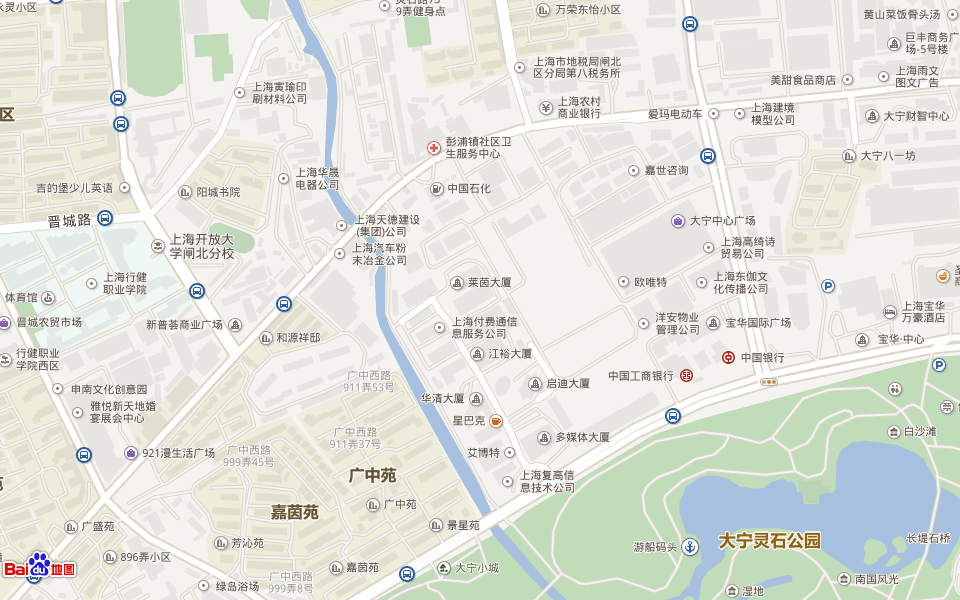 永灵小区
灵石路75
9弄健身点
万荣东怡小区
黄山菜饭骨头汤
巨丰商务广
场-5号楼
上海市地税局闸北
区分局第八税务所
上海雨文
图文广告
美甜食品商店
上海寅瑜印
刷材料公司
上海农村
商业银行
爱玛电动车
上海建境
模型公司
大宁财智中心
区
彭浦镇社区卫
生服务中心
大宁八一坊
嘉世咨询
上海华晟
电器公司
吉的堡少儿英语
阳城书院
中国石化
晋城路
上海天德建设
(集团)公司
大宁中心广场
上海开放大
学闸北分校
上海汽车粉
末冶金公司
上海高绮诗
贸易公司
上海行健
职业学院
莱茵大厦
欧唯特
上海东伽文
化传播公司
体育馆
上海宝华
万豪酒店
晋城农贸市场
新普荟商业广场
和源祥邸
上海付费通信
息服务公司
洋安物业
管理公司
宝华国际广场
宝华·中心
行健职业
学院西区
江裕大厦
中国银行
申南文化创意园
广中西路
911弄53号
启迪大厦
中国工商银行
雅悦新天地婚
宴展会中心
华清大厦
星巴克
白沙滩
921漫生活广场
广中西路
911弄37号
多媒体大厦
广中西路
999弄45号
艾博特
广中苑
上海复高信
息技术公司
广中苑
嘉茵苑
广盛苑
景星苑
大宁灵石公园
长堤石桥
游船码头
芳沁苑
896弄小区
嘉茵苑
大宁小城
南国风光
湿地
绿岛浴场
广中西路
999弄8号
Bai du 地图